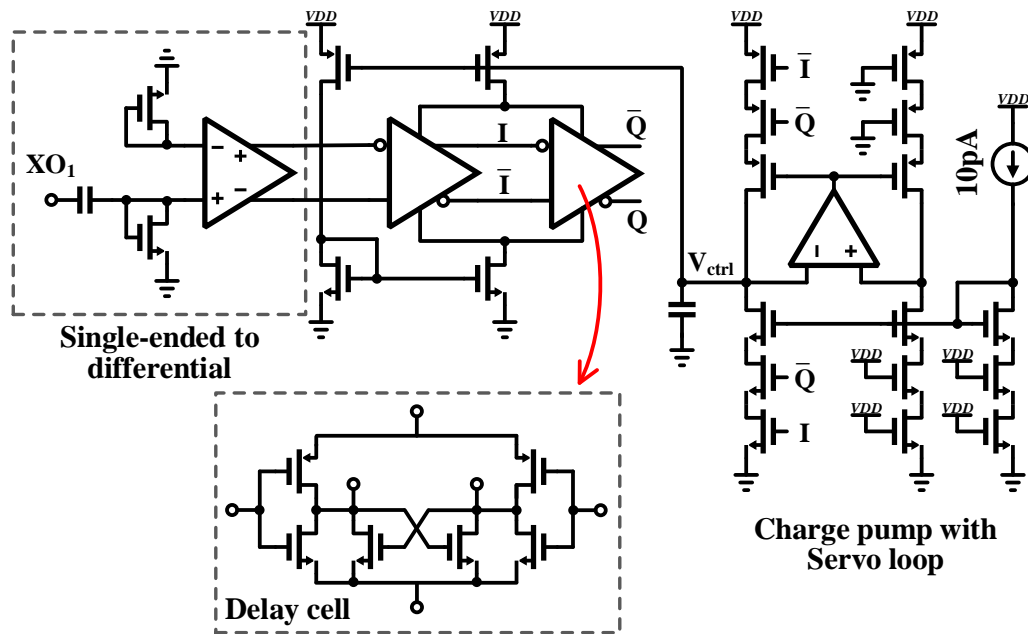 VDD
VDD
VDD
VDD
VDD
XO₁
−
+
+
−
I
I̅
Q̅
Q
I̅
Q̅
10pA
Single-ended to
differential
V_ctrl
−
+
Q̅
I
VDD
VDD
VDD
VDD
Delay cell
Charge pump with
Servo loop